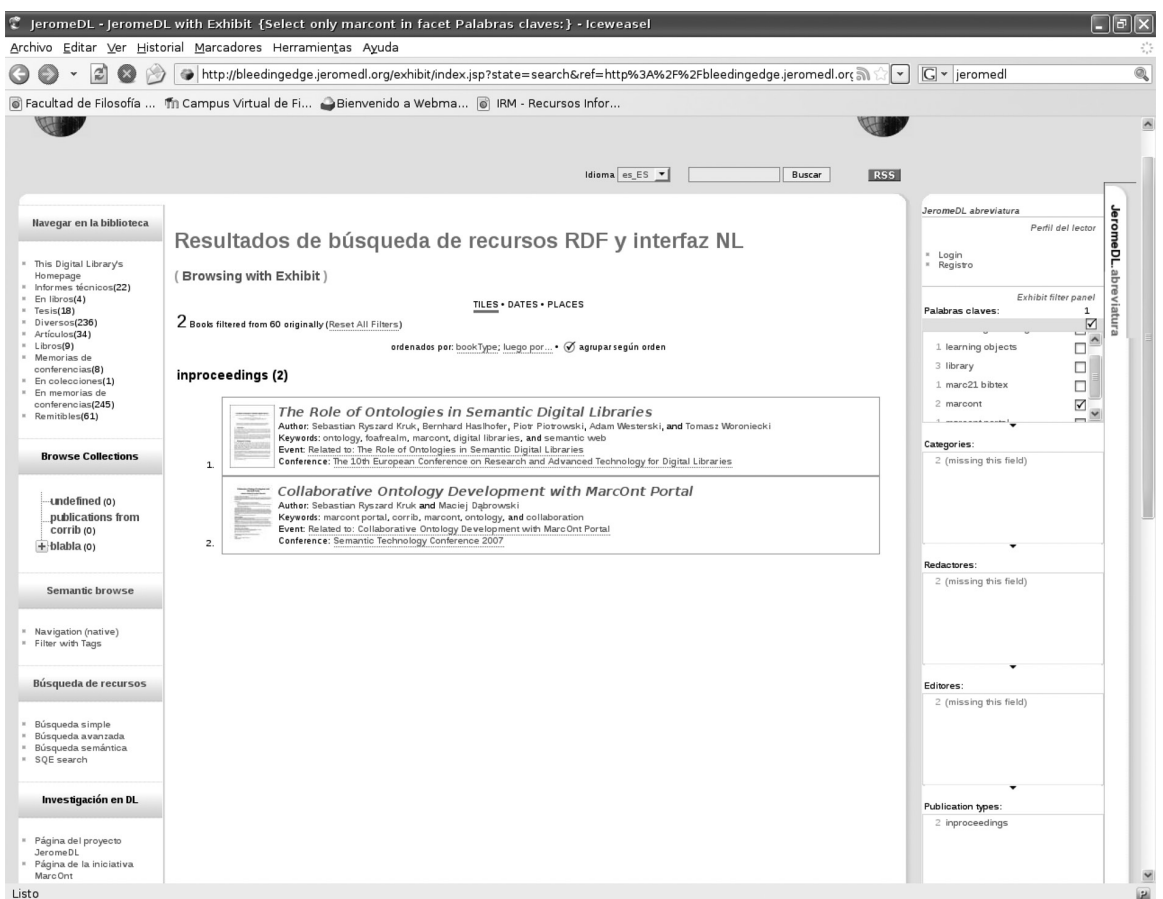 JeromeDL - JeromeDL with Exhibit {Select only marcont in facet Palabras claves:} - Iceweasel
Archivo Editar Ver Historial Marcadores Herramientas Ayuda
http://bleedingedge.jeromedl.org/exhibit/index.jsp?state=search&ref=http%3A%2F%2Fbleedingedge.jeromedl.org
G jeromedl
Facultad de Filosofía ... Campus Virtual de Fi... Bienvenido a Webma... IRM - Recursos Infor...
Idioma es_ES Buscar RSS
Navegar en la biblioteca
This Digital Library's
Homepage
Informes técnicos(22)
En libros(4)
Tesis(18)
Diversos(236)
Artículos(34)
Libros(9)
Memorias de
conferencias(8)
En colecciones(1)
En memorias de
conferencias(245)
Remitibles(61)
Browse Collections
undefined (0)
publications from
corrib (0)
blabla (0)
Semantic browse
Navigation (native)
Filter with Tags
Búsqueda de recursos
Búsqueda simple
Búsqueda avanzada
Búsqueda semántica
SQE search
Investigación en DL
Página del proyecto
JeromeDL
Página de la iniciativa
MarcOnt
Resultados de búsqueda de recursos RDF y interfaz NL
( Browsing with Exhibit )
TILES • DATES • PLACES
2 Books filtered from 60 originally (Reset All Filters)
ordenados por: bookType; luego por... • agrupar según orden
inproceedings (2)
1.
The Role of Ontologies in Semantic Digital Libraries
Author: Sebastian Ryszard Kruk, Bernhard Haslhofer, Piotr Piotrowski, Adam Westerski, and Tomasz Woroniecki
Keywords: ontology, foafrealm, marcont, digital libraries, and semantic web
Event: Related to: The Role of Ontologies in Semantic Digital Libraries
Conference: The 10th European Conference on Research and Advanced Technology for Digital Libraries
2.
Collaborative Ontology Development with MarcOnt Portal
Author: Sebastian Ryszard Kruk and Maciej Dąbrowski
Keywords: marcont portal, corrib, marcont, ontology, and collaboration
Event: Related to: Collaborative Ontology Development with MarcOnt Portal
Conference: Semantic Technology Conference 2007
JeromeDL abreviatura
Perfil del lector
Login
Registro
Exhibit filter panel
Palabras claves: 1
1 learning objects
3 library
1 marc21 bibtex
2 marcont
Categories:
2 (missing this field)
Redactores:
2 (missing this field)
Editores:
2 (missing this field)
Publication types:
2 inproceedings
JeromeDL.abreviatura
Listo